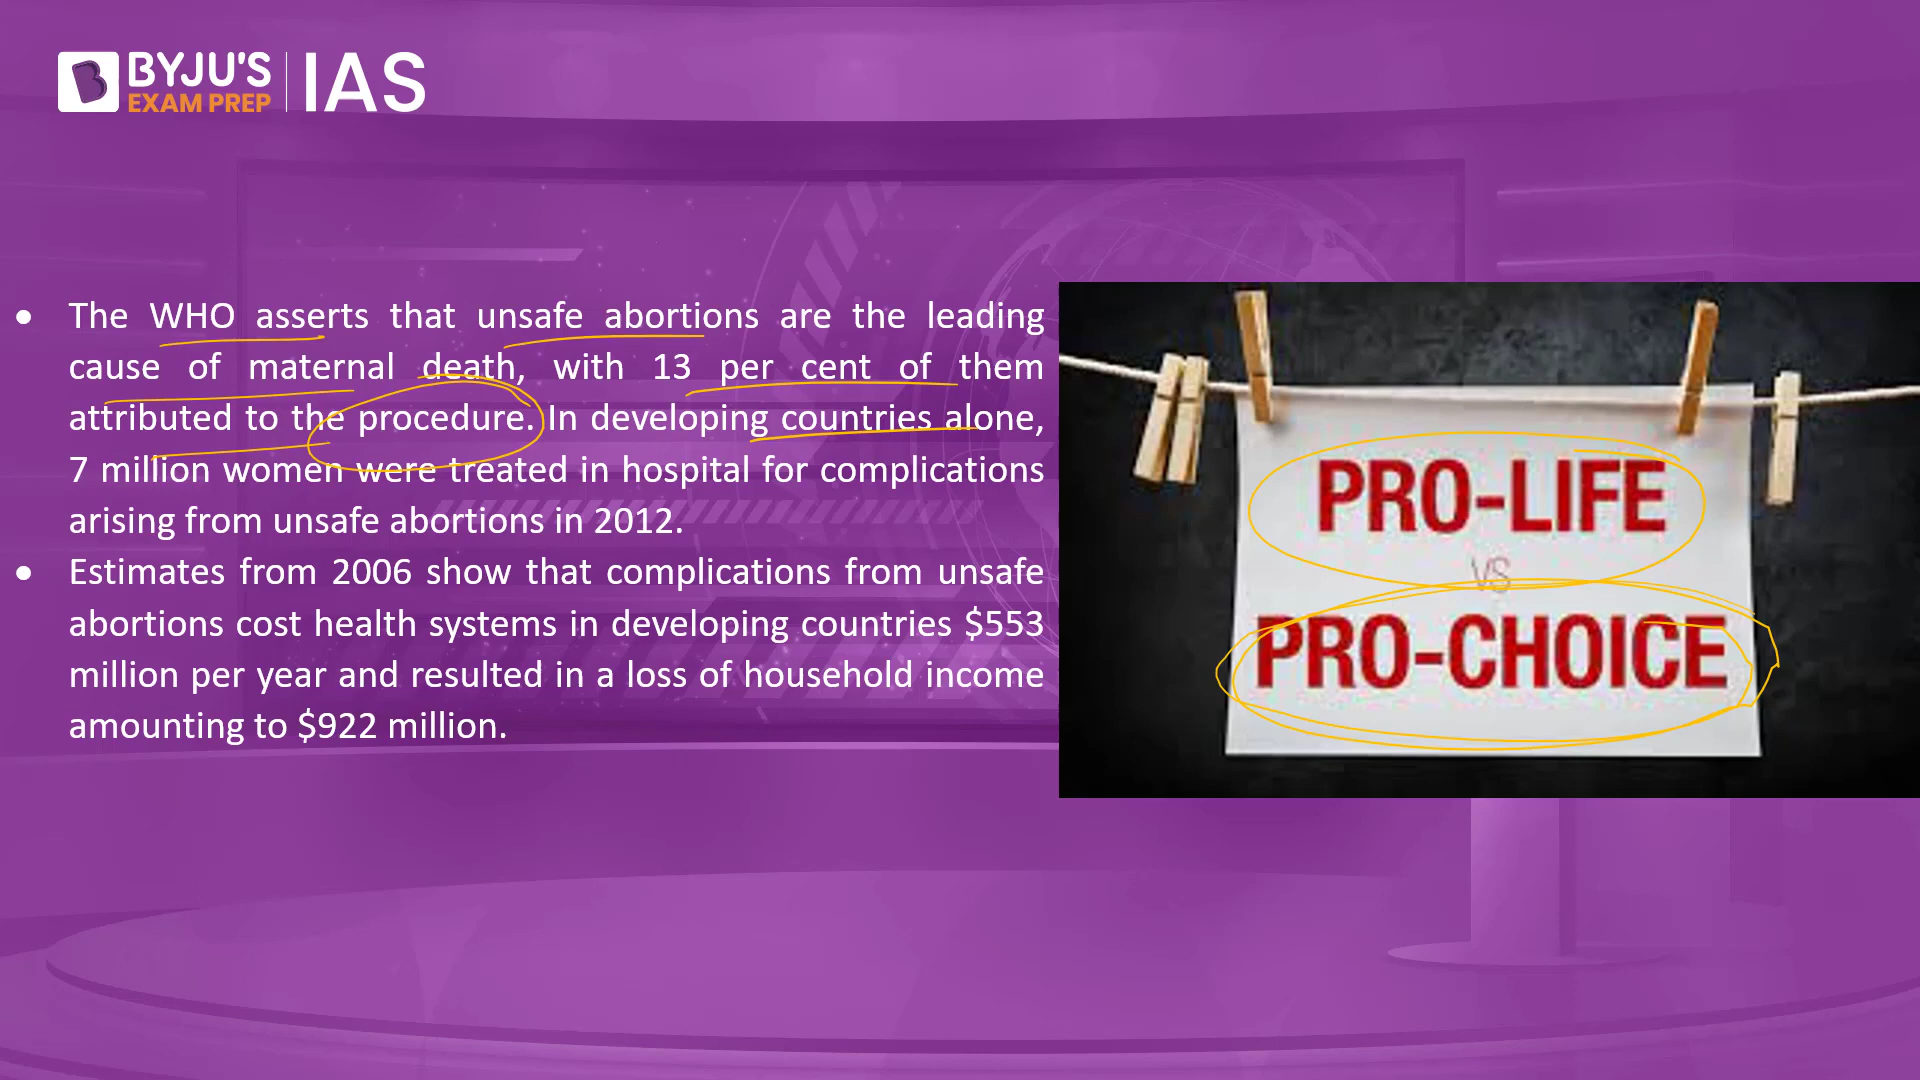 BYJU'S
EXAM PREP
IAS
• The WHO asserts that unsafe abortions are the leading
cause of maternal death, with 13 per cent of them
attributed to the procedure. In developing countries alone,
7 million women were treated in hospital for complications
arising from unsafe abortions in 2012.
• Estimates from 2006 show that complications from unsafe
abortions cost health systems in developing countries $553
million per year and resulted in a loss of household income
amounting to $922 million.
PRO-LIFE
VS
PRO-CHOICE